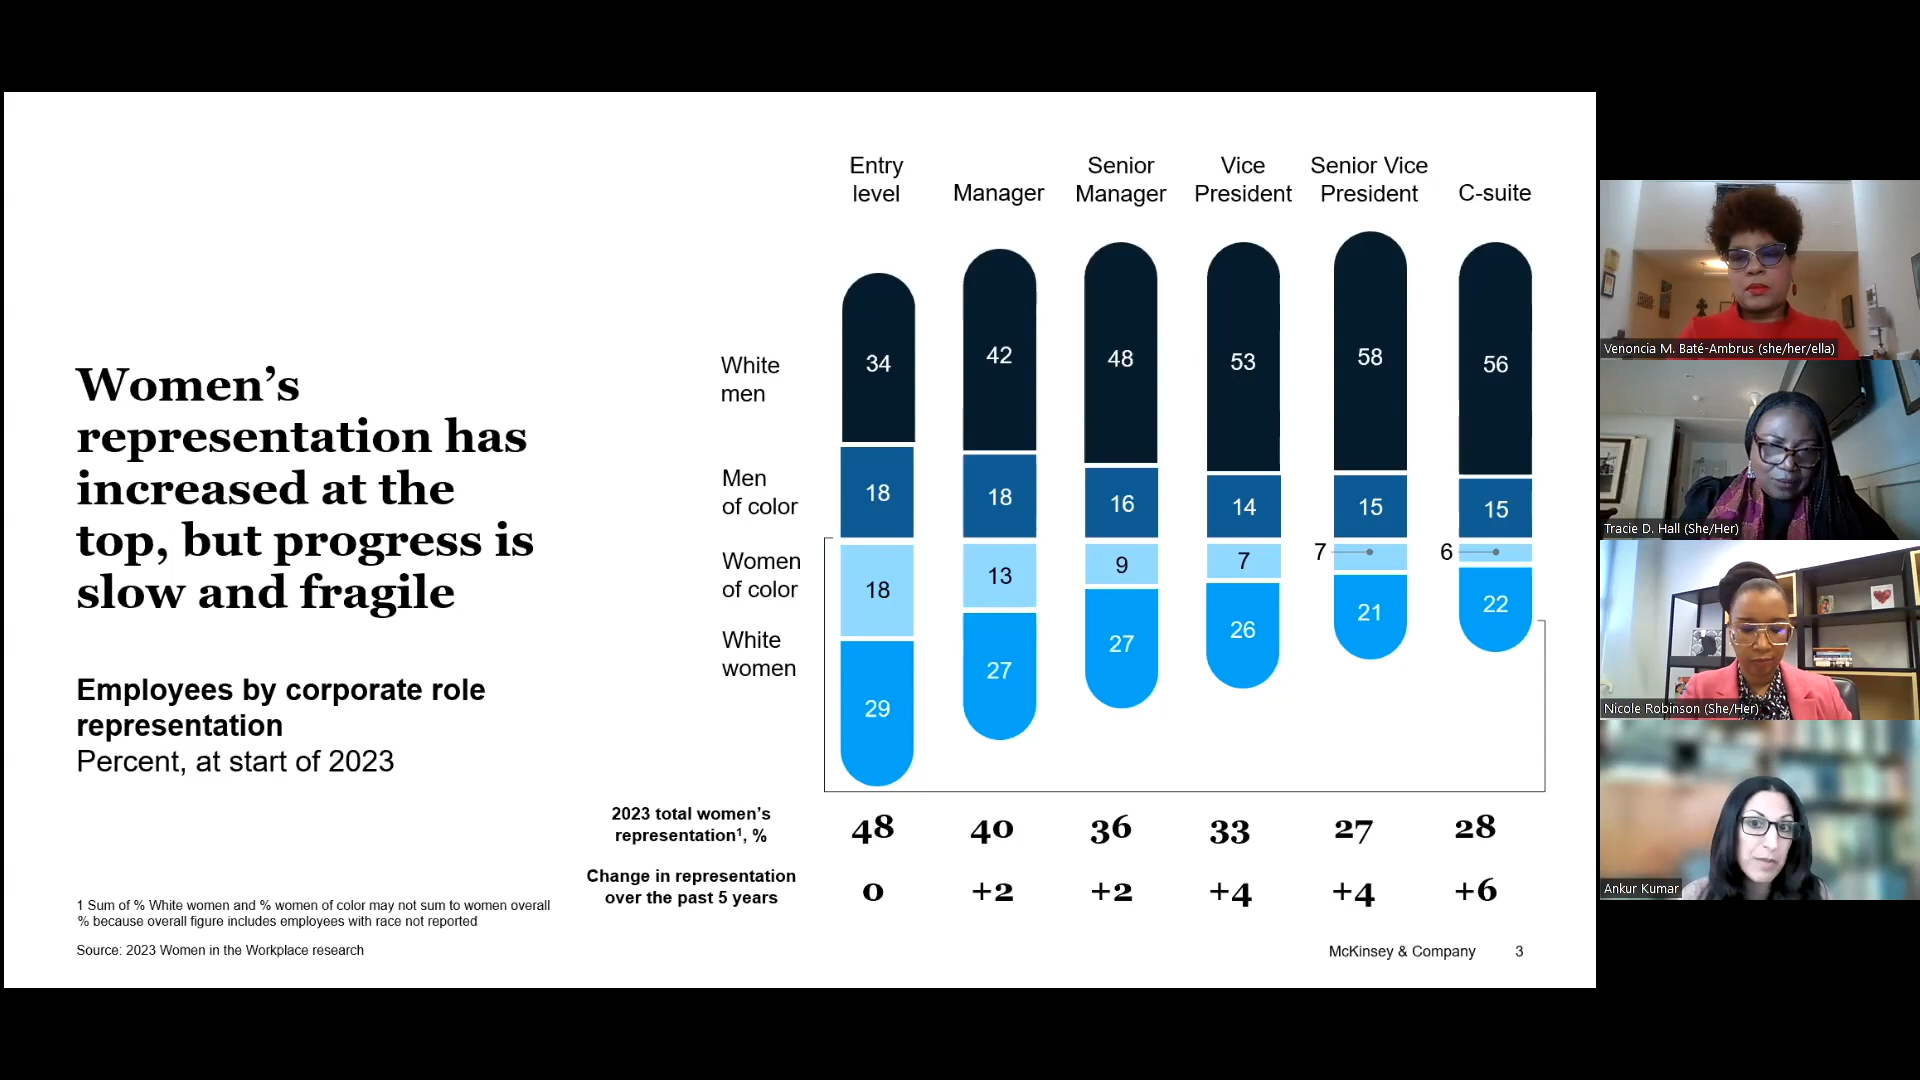 Entry
level
Manager
Senior
Manager
Vice
President
Senior Vice
President
C-suite
Women’s
representation has
increased at the
top, but progress is
slow and fragile
Employees by corporate role
representation
Percent, at start of 2023
White
men
34
42
48
53
58
56
Men
of color
18
18
16
14
15
15
Women
of color
18
13
9
7
7
6
White
women
29
27
27
26
21
22
2023 total women’s
representation¹, %
48
40
36
33
27
28
Change in representation
over the past 5 years
0
+2
+2
+4
+4
+6
1 Sum of % White women and % women of color may not sum to women overall
% because overall figure includes employees with race not reported
Source: 2023 Women in the Workplace research
McKinsey & Company
3
Venoncia M. Baté-Ambrus (she/her/ella)
Tracie D. Hall (She/Her)
Nicole Robinson (She/Her)
Ankur Kumar